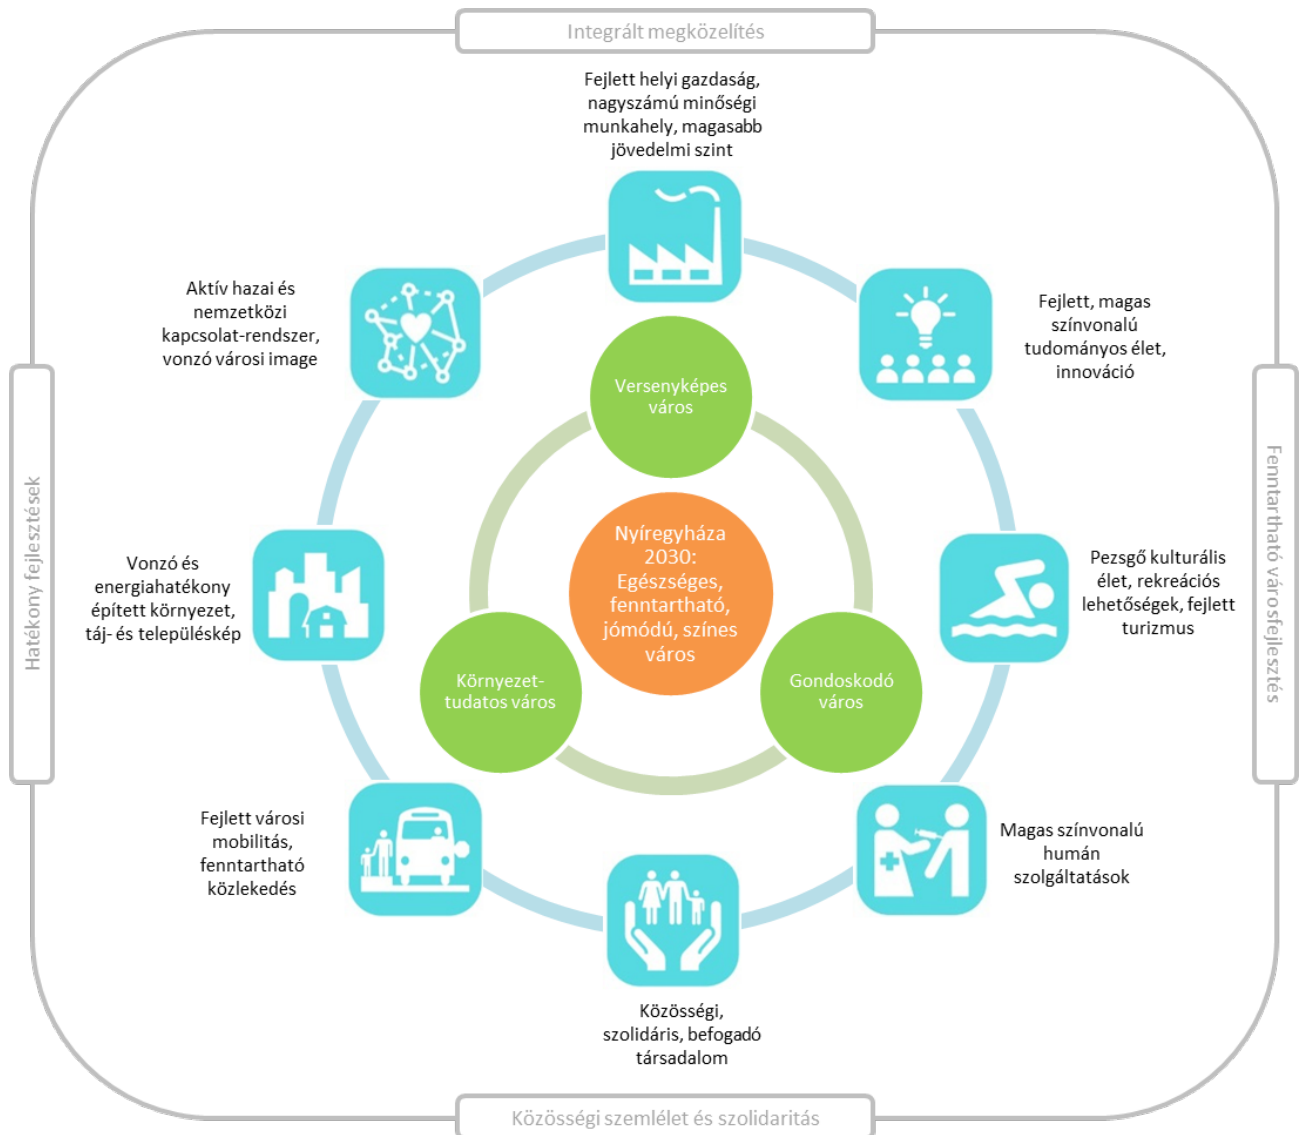 Integrált megközelítés
Fejlett helyi gazdaság,
nagyszámú minőségi
munkahely, magasabb
jövedelmi szint
Aktív hazai és
nemzetközi
kapcsolat-rendszer,
vonzó városi image
Fejlett, magas
színvonalú
tudományos élet,
innováció
Versenyképes
város
Hatékony fejlesztések
Fenntartható városfejlesztés
Nyíregyháza
2030:
Egészséges,
fenntartható,
jómódú, színes
város
Vonzó és
energiahatékony
épített környezet,
táj- és településkép
Pezsgő kulturális
élet, rekreációs
lehetőségek, fejlett
turizmus
Környezet-
tudatos város
Gondoskodó
város
Fejlett városi
mobilitás,
fenntartható
közlekedés
Magas színvonalú
humán
szolgáltatások
Közösségi,
szolidáris, befogadó
társadalom
Közösségi szemlélet és szolidaritás